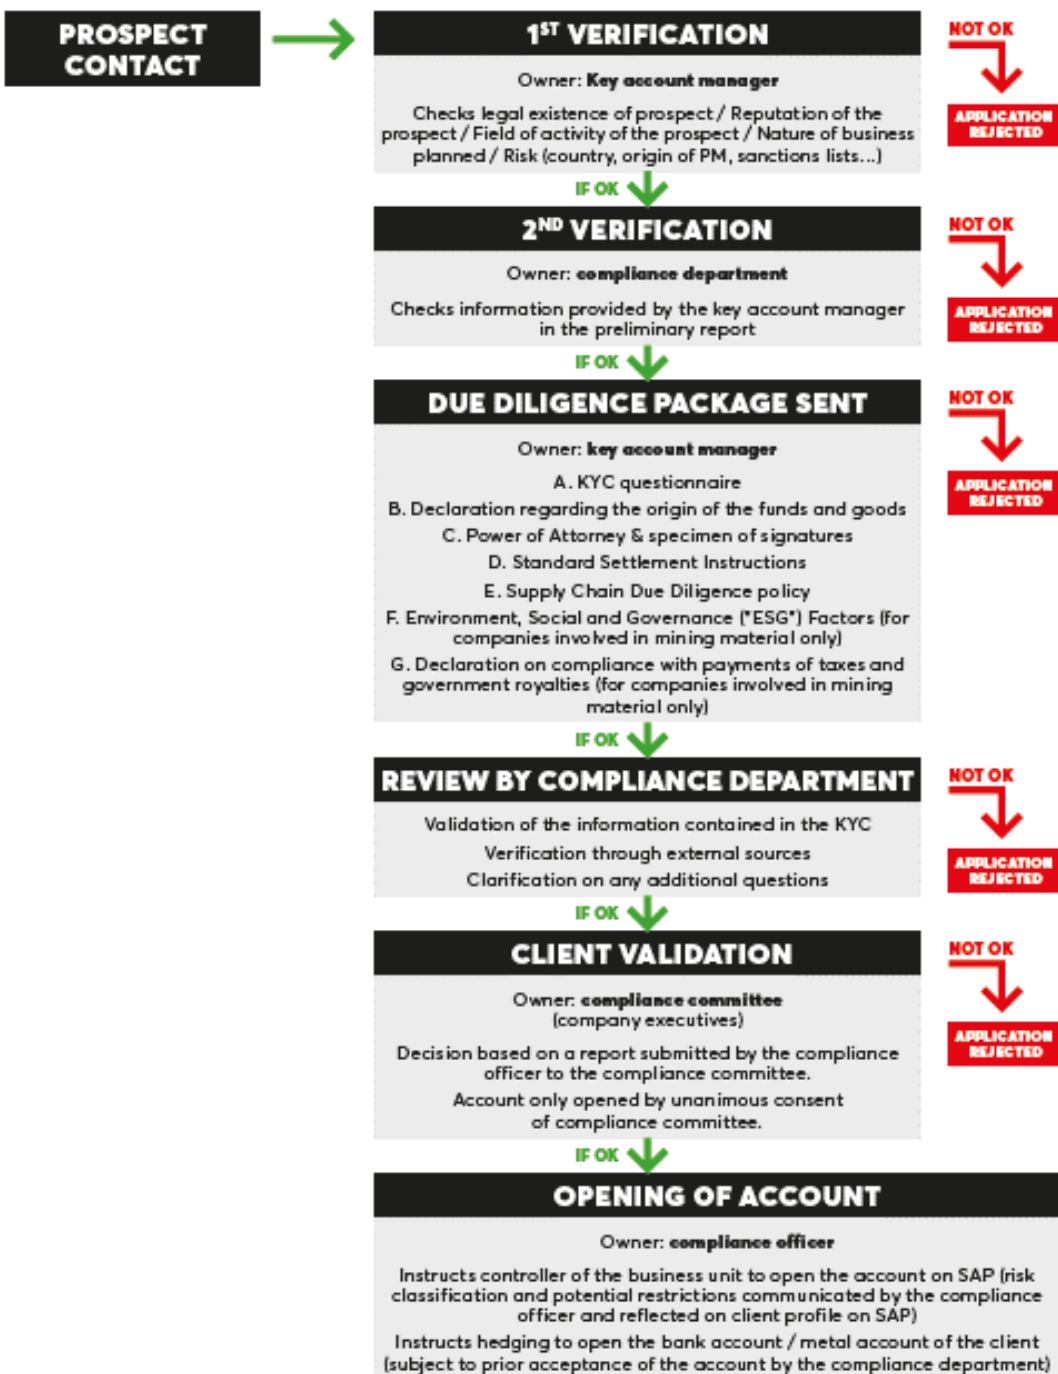 PROSPECT
CONTACT
1ST VERIFICATION
Owner: Key account manager
Checks legal existence of prospect / Reputation of the
prospect / Field of activity of the prospect / Nature of business
planned / Risk (country, origin of PM, sanctions lists...)
NOT OK
APPLICATION
REJECTED
IF OK
2ND VERIFICATION
Owner: compliance department
Checks information provided by the key account manager
in the preliminary report
NOT OK
APPLICATION
REJECTED
IF OK
DUE DILIGENCE PACKAGE SENT
Owner: key account manager
A. KYC questionnaire
B. Declaration regarding the origin of the funds and goods
C. Power of Attorney & specimen of signatures
D. Standard Settlement Instructions
E. Supply Chain Due Diligence policy
F. Environment, Social and Governance ("ESG") Factors (for
companies involved in mining material only)
G. Declaration on compliance with payments of taxes and
government royalties (for companies involved in mining
material only)
NOT OK
APPLICATION
REJECTED
IF OK
REVIEW BY COMPLIANCE DEPARTMENT
Validation of the information contained in the KYC
Verification through external sources
Clarification on any additional questions
NOT OK
APPLICATION
REJECTED
IF OK
CLIENT VALIDATION
Owner: compliance committee
(company executives)
Decision based on a report submitted by the compliance
officer to the compliance committee.
Account only opened by unanimous consent
of compliance committee.
NOT OK
APPLICATION
REJECTED
IF OK
OPENING OF ACCOUNT
Owner: compliance officer
Instructs controller of the business unit to open the account on SAP (risk
classification and potential restrictions communicated by the compliance
officer and reflected on client profile on SAP)
Instructs hedging to open the bank account / metal account of the client
(subject to prior acceptance of the account by the compliance department)